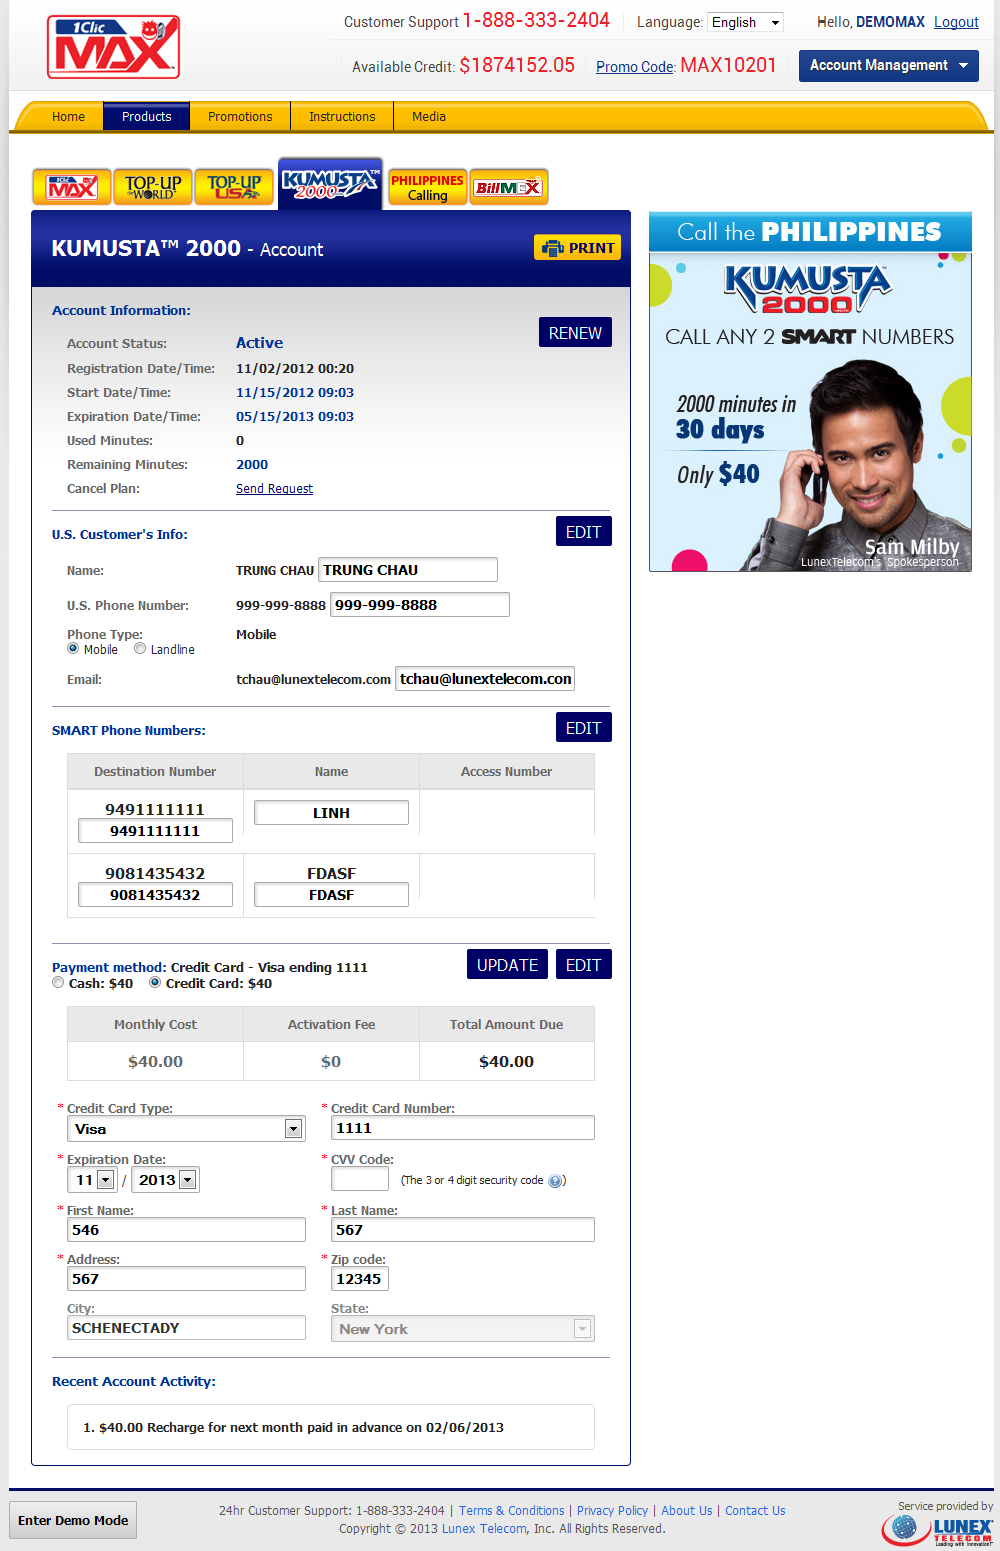 1Clic
MAX
Customer Support 1-888-333-2404
Language: English
Hello, DEMOMAX Logout
Available Credit: $1874152.05
Promo Code: MAX10201
Account Management
Home Products Promotions Instructions Media
1Clic MAX
TOP-UP the WORLD
TOP-UP USA
KUMUSTA™ 2000
PHILIPPINES Calling
BillMEX
KUMUSTA™ 2000 - Account
PRINT
Account Information:
RENEW
Account Status: Active
Registration Date/Time: 11/02/2012 00:20
Start Date/Time: 11/15/2012 09:03
Expiration Date/Time: 05/15/2013 09:03
Used Minutes: 0
Remaining Minutes: 2000
Cancel Plan: Send Request
U.S. Customer's Info:
EDIT
Name: TRUNG CHAU TRUNG CHAU
U.S. Phone Number: 999-999-8888 999-999-8888
Phone Type: Mobile
Mobile Landline
Email: tchau@lunextelecom.com tchau@lunextelecom.con
SMART Phone Numbers:
EDIT
Destination Number Name Access Number
9491111111
9491111111 LINH
9081435432 FDASF
9081435432 FDASF
Payment method: Credit Card - Visa ending 1111
UPDATE EDIT
Cash: $40 Credit Card: $40
Monthly Cost Activation Fee Total Amount Due
$40.00 $0 $40.00
* Credit Card Type: * Credit Card Number:
Visa 1111
* Expiration Date: * CVV Code:
11 / 2013 (The 3 or 4 digit security code ?)
* First Name: * Last Name:
546 567
* Address: * Zip code:
567 12345
City: State:
SCHENECTADY New York
Recent Account Activity:
1. $40.00 Recharge for next month paid in advance on 02/06/2013
Call the PHILIPPINES
KUMUSTA
2000
CALL ANY 2 SMART NUMBERS
2000 minutes in
30 days
Only $40
Sam Milby
LunexTelecom's Spokesperson
Enter Demo Mode
24hr Customer Support: 1-888-333-2404 | Terms & Conditions | Privacy Policy | About Us | Contact Us
Copyright © 2013 Lunex Telecom, Inc. All Rights Reserved.
Service provided by
LUNEX
TELECOM
Leading with Innovation!